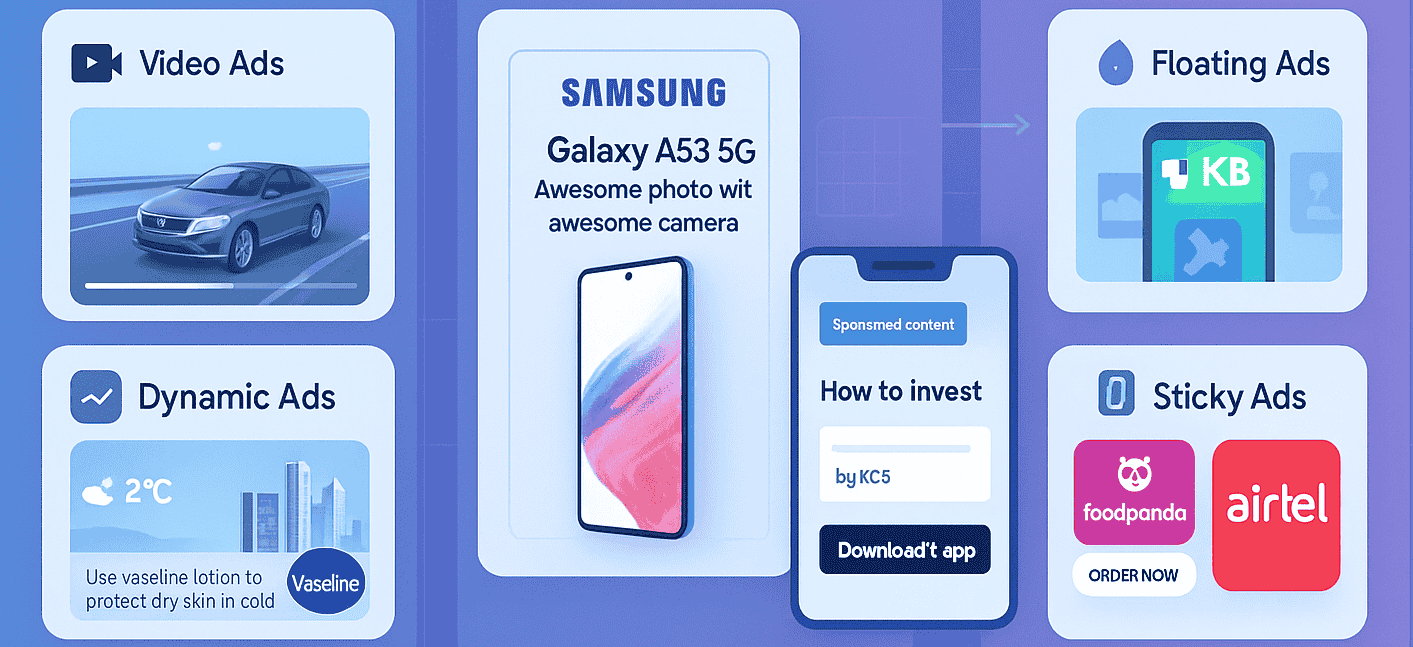 Video Ads
Dynamic Ads
2°C
Use vaseline lotion to
protect dry skin in cold
Vaseline
SAMSUNG
Galaxy A53 5G
Awesome photo wit
awesome camera
Sponsmed content
How to invest
by KC5
Download't app
Floating Ads
KB
Sticky Ads
foodpanda
ORDER NOW
airtel